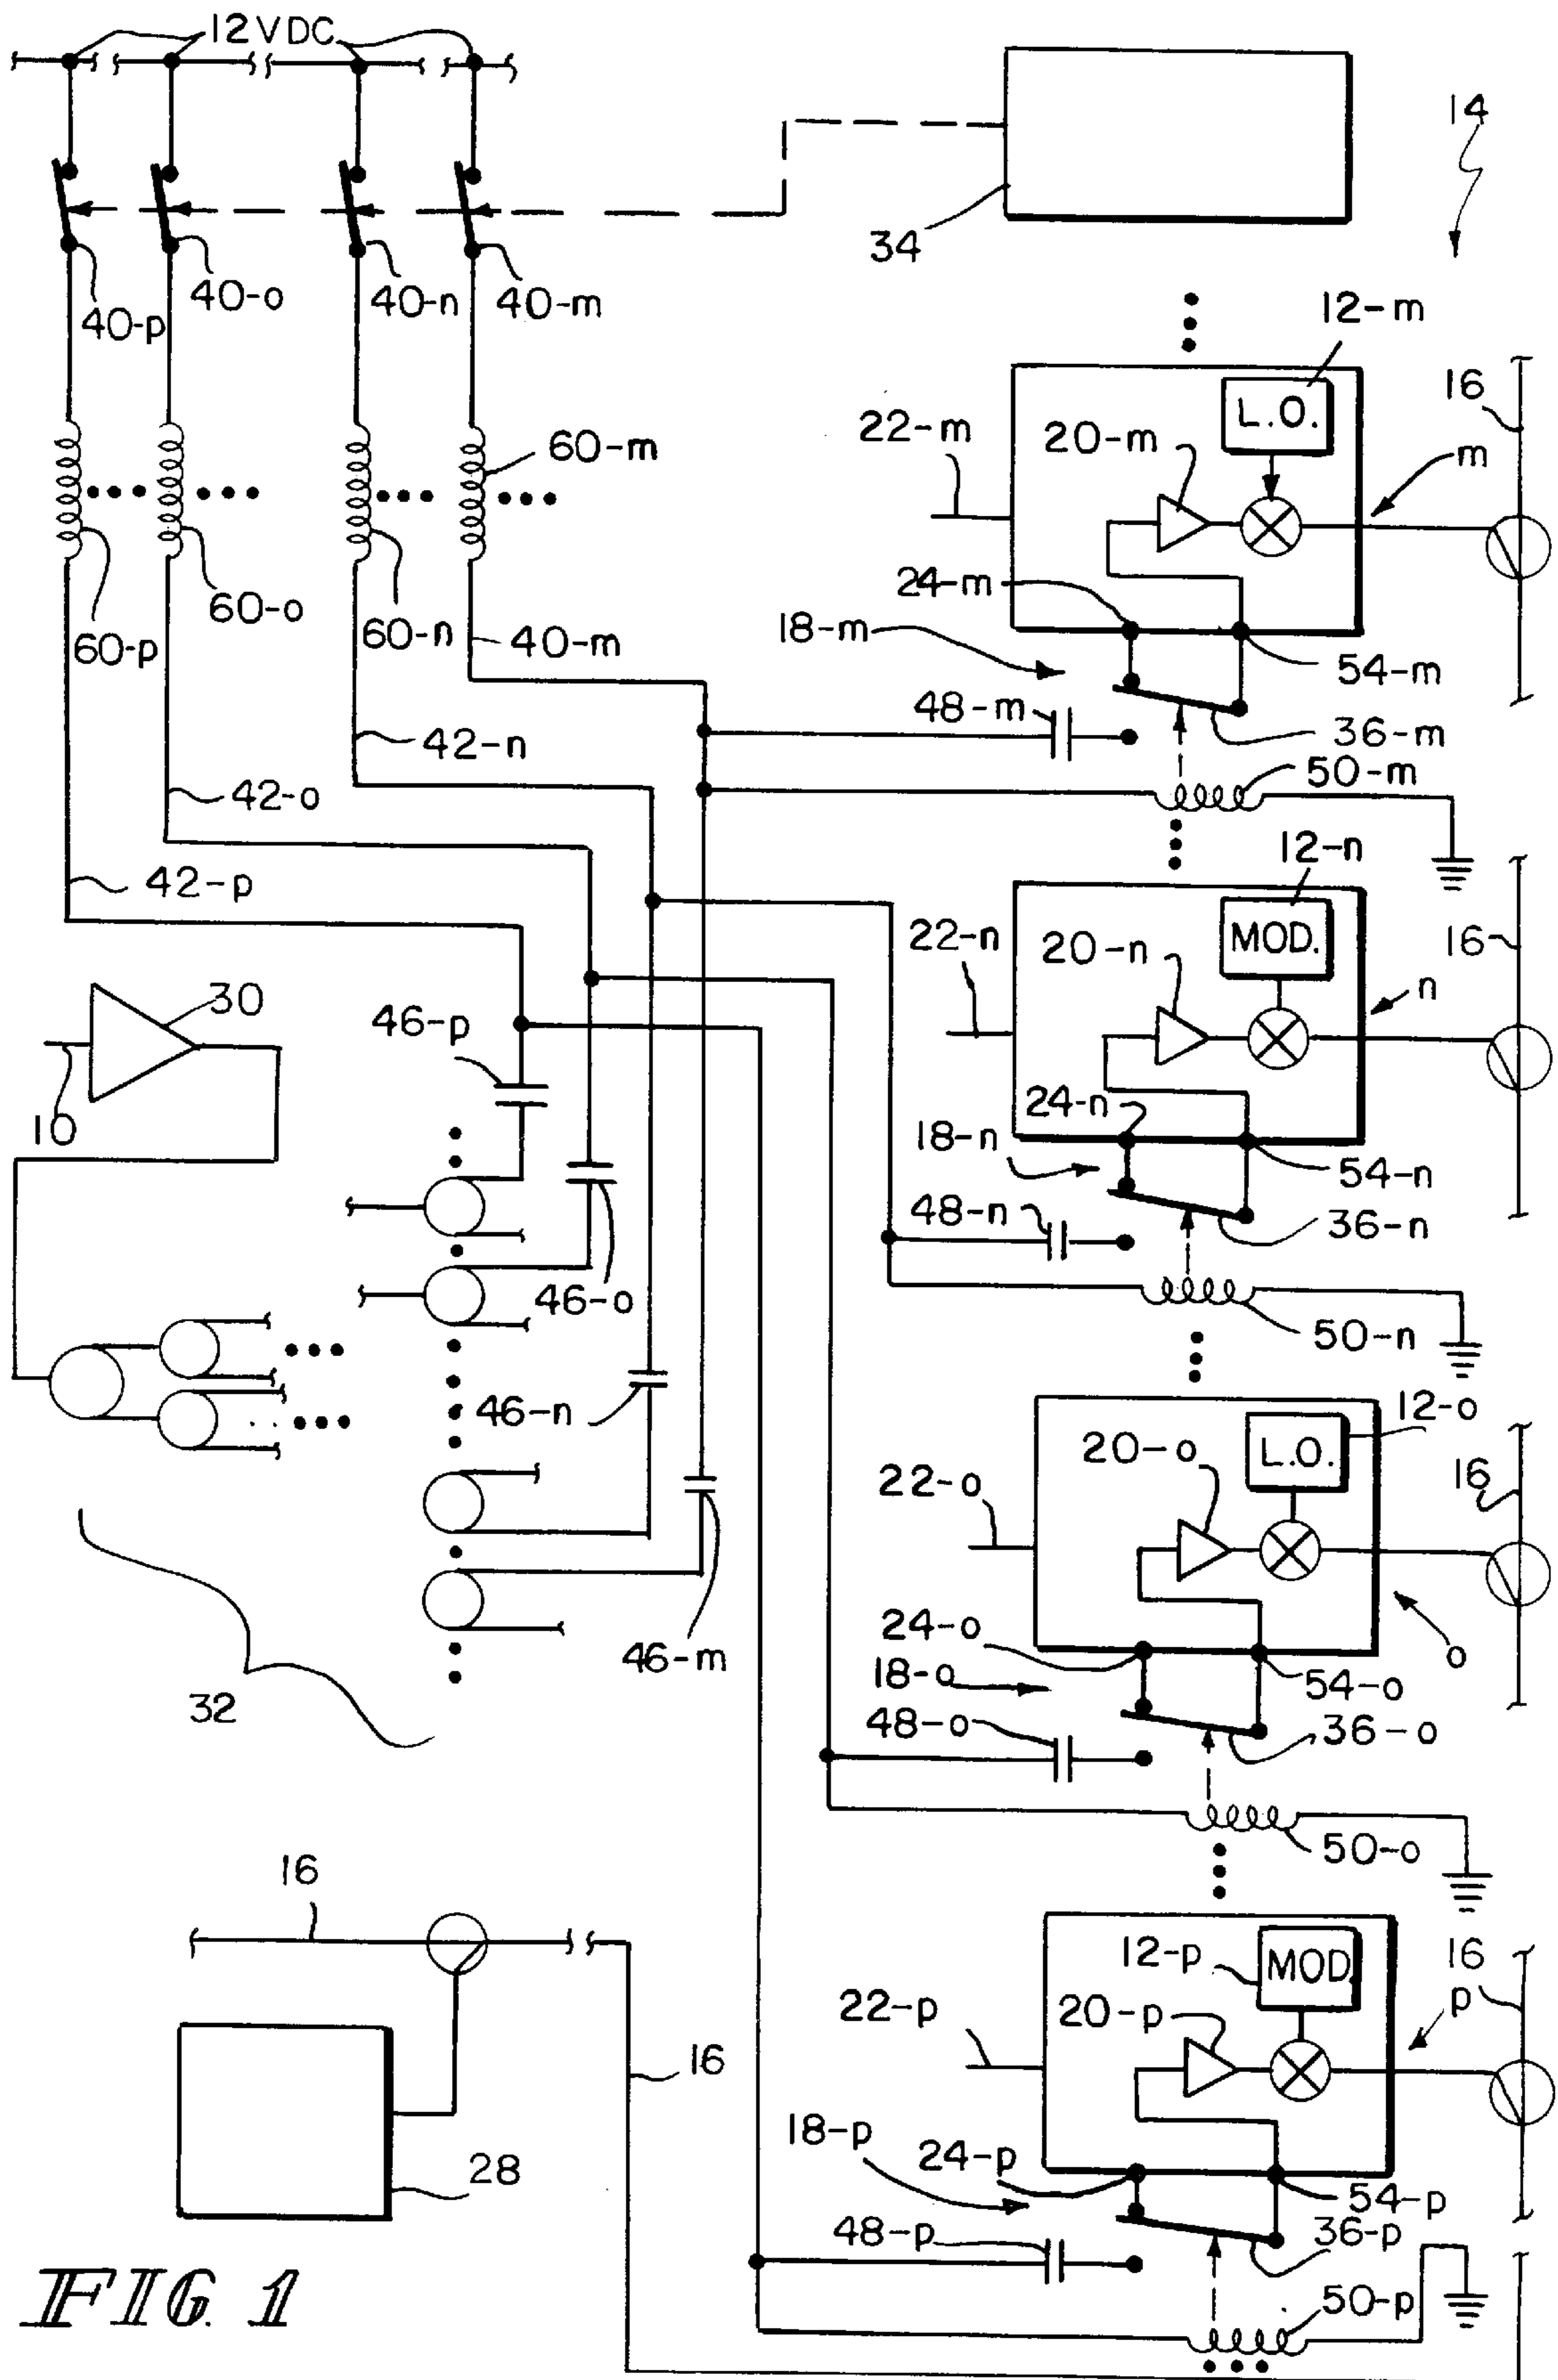 12VDC
14
34
40-p
40-o
40-n
40-m
12-m
L.O.
16
22-m
20-m
m
60-m
24-m
60-p
60-o
60-n
40-m
18-m
54-m
48-m
36-m
42-n
50-m
42-o
12-n
42-p
MOD.
22-n
20-n
16
n
30
46-p
10
24-n
18-n
54-n
48-n
36-n
46-o
50-n
46-n
12-o
L.O.
20-o
22-o
16
24-o
18-o
54-o
o
46-m
32
48-o
36-o
50-o
16
12-p
MOD
16
p
22-p
20-p
16
18-p
24-p
28
54-p
48-p
36-p
50-p
FIG. 1